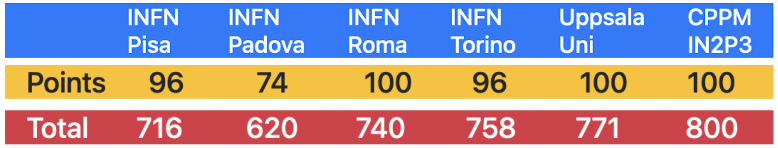 INFN Pisa INFN Padova INFN Roma INFN Torino Uppsala Uni CPPM IN2P3
Points 96 74 100 96 100 100
Total 716 620 740 758 771 800